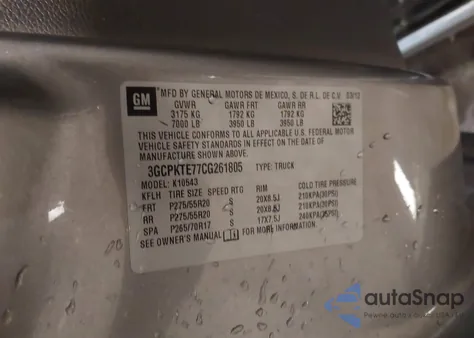 GM
MFD BY GENERAL MOTORS DE MEXICO, S. DE R.L. DE C.V. 03/12
GVWR GAWR FRT GAWR RR
3175 KG 1792 KG 1792 KG
7000 LB 3950 LB 3950 LB
THIS VEHICLE CONFORMS TO ALL APPLICABLE U.S. FEDERAL MOTOR
VEHICLE SAFETY STANDARDS IN EFFECT ON THE DATE OF
MANUFACTURE SHOWN ABOVE.
3GCPKTE77CG261805 TYPE: TRUCK
MODEL: K10543
KFLH TIRE SIZE SPEED RTG RIM COLD TIRE PRESSURE
FRT P275/55R20 S 20X8.5J 210KPA(30PSI)
RR P275/55R20 S 20X8.5J 210KPA(30PSI)
SPA P265/70R17 S 17X7.5J 240KPA(35PSI)
SEE OWNER'S MANUAL FOR MORE INFORMATION.
autoSnap
Pewne auto z